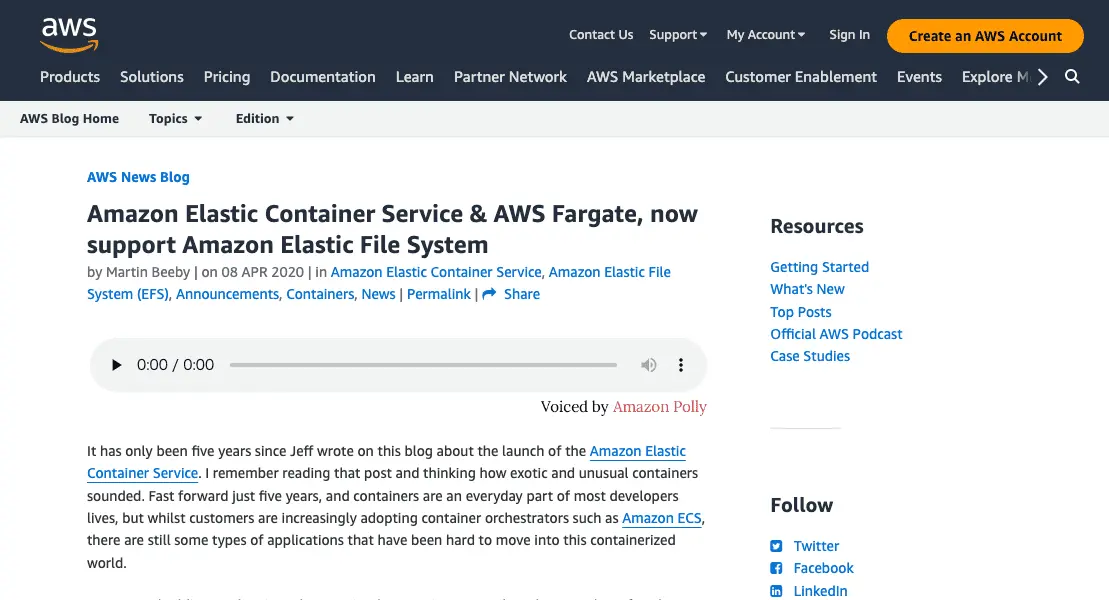 aws
Contact Us Support My Account Sign In Create an AWS Account
Products Solutions Pricing Documentation Learn Partner Network AWS Marketplace Customer Enablement Events Explore M
AWS Blog Home Topics Edition
AWS News Blog
Amazon Elastic Container Service & AWS Fargate, now
support Amazon Elastic File System
by Martin Beeby | on 08 APR 2020 | in Amazon Elastic Container Service, Amazon Elastic File
System (EFS), Announcements, Containers, News | Permalink | Share
0:00 / 0:00
Voiced by Amazon Polly
It has only been five years since Jeff wrote on this blog about the launch of the Amazon Elastic
Container Service. I remember reading that post and thinking how exotic and unusual containers
sounded. Fast forward just five years, and containers are an everyday part of most developers
lives, but whilst customers are increasingly adopting container orchestrators such as Amazon ECS,
there are still some types of applications that have been hard to move into this containerized
world.
Resources
Getting Started
What's New
Top Posts
Official AWS Podcast
Case Studies
Follow
Twitter
Facebook
LinkedIn